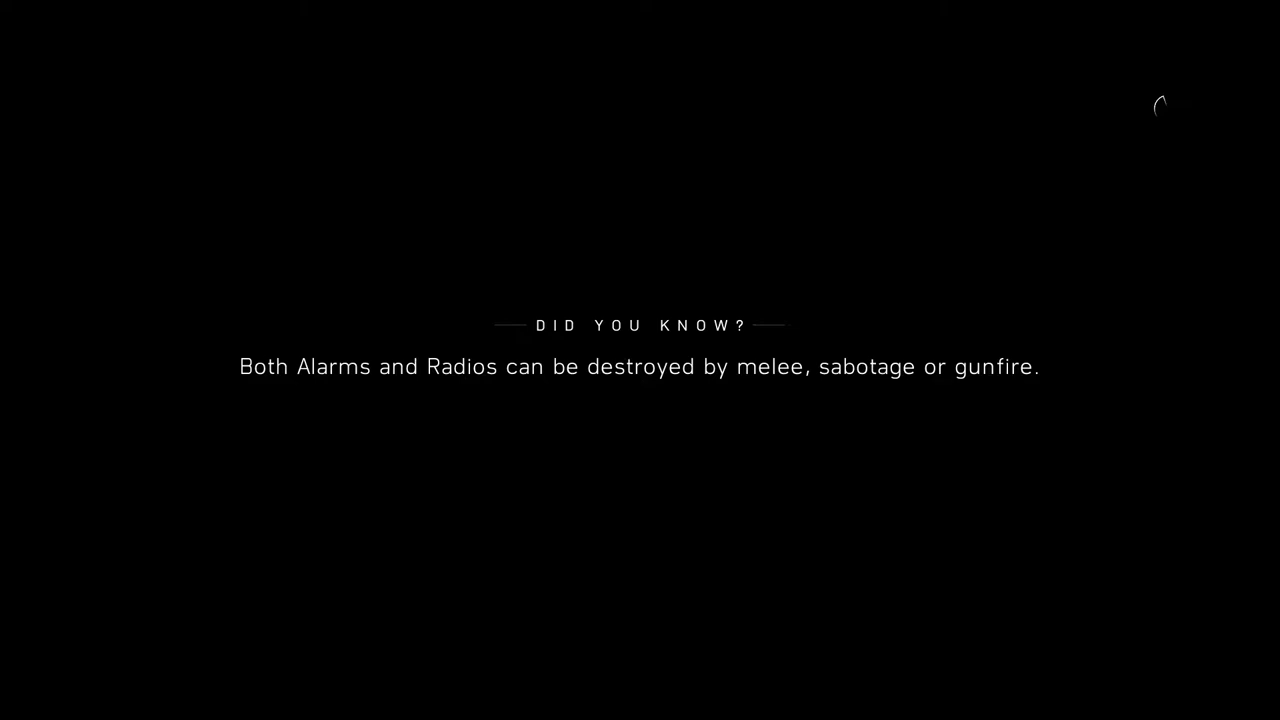 DID YOU KNOW?
Both Alarms and Radios can be destroyed by melee, sabotage or gunfire.